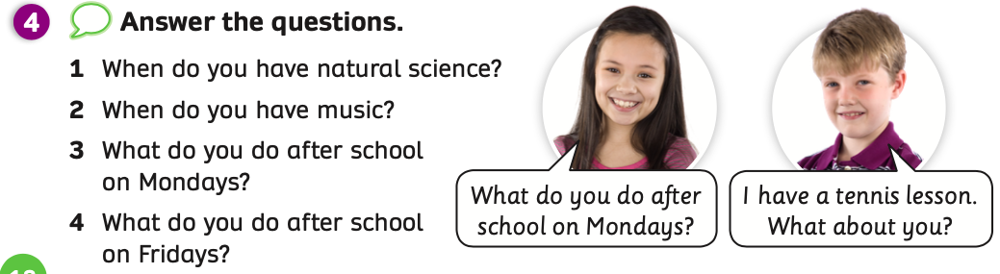 4 Answer the questions.
1 When do you have natural science?
2 When do you have music?
3 What do you do after school
on Mondays?
4 What do you do after school
on Fridays?
What do you do after
school on Mondays?
I have a tennis lesson.
What about you?